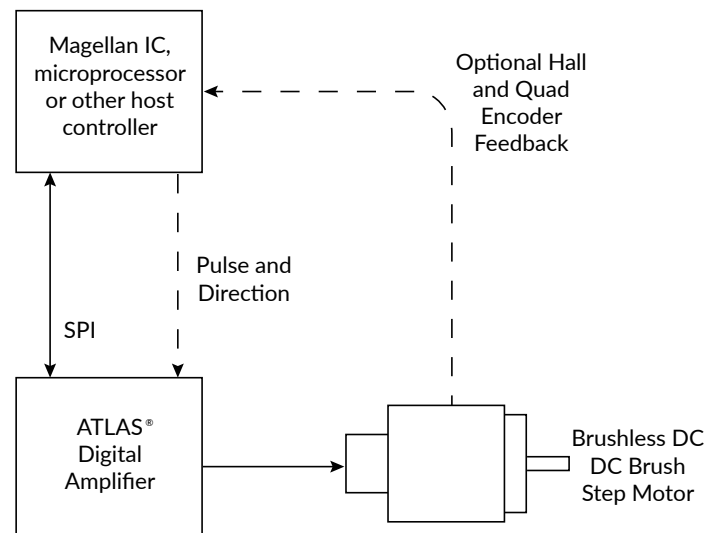 Magellan IC,
microprocessor
or other host
controller
Optional Hall
and Quad
Encoder
Feedback
Pulse and
Direction
SPI
ATLAS®
Digital
Amplifier
Brushless DC
DC Brush
Step Motor